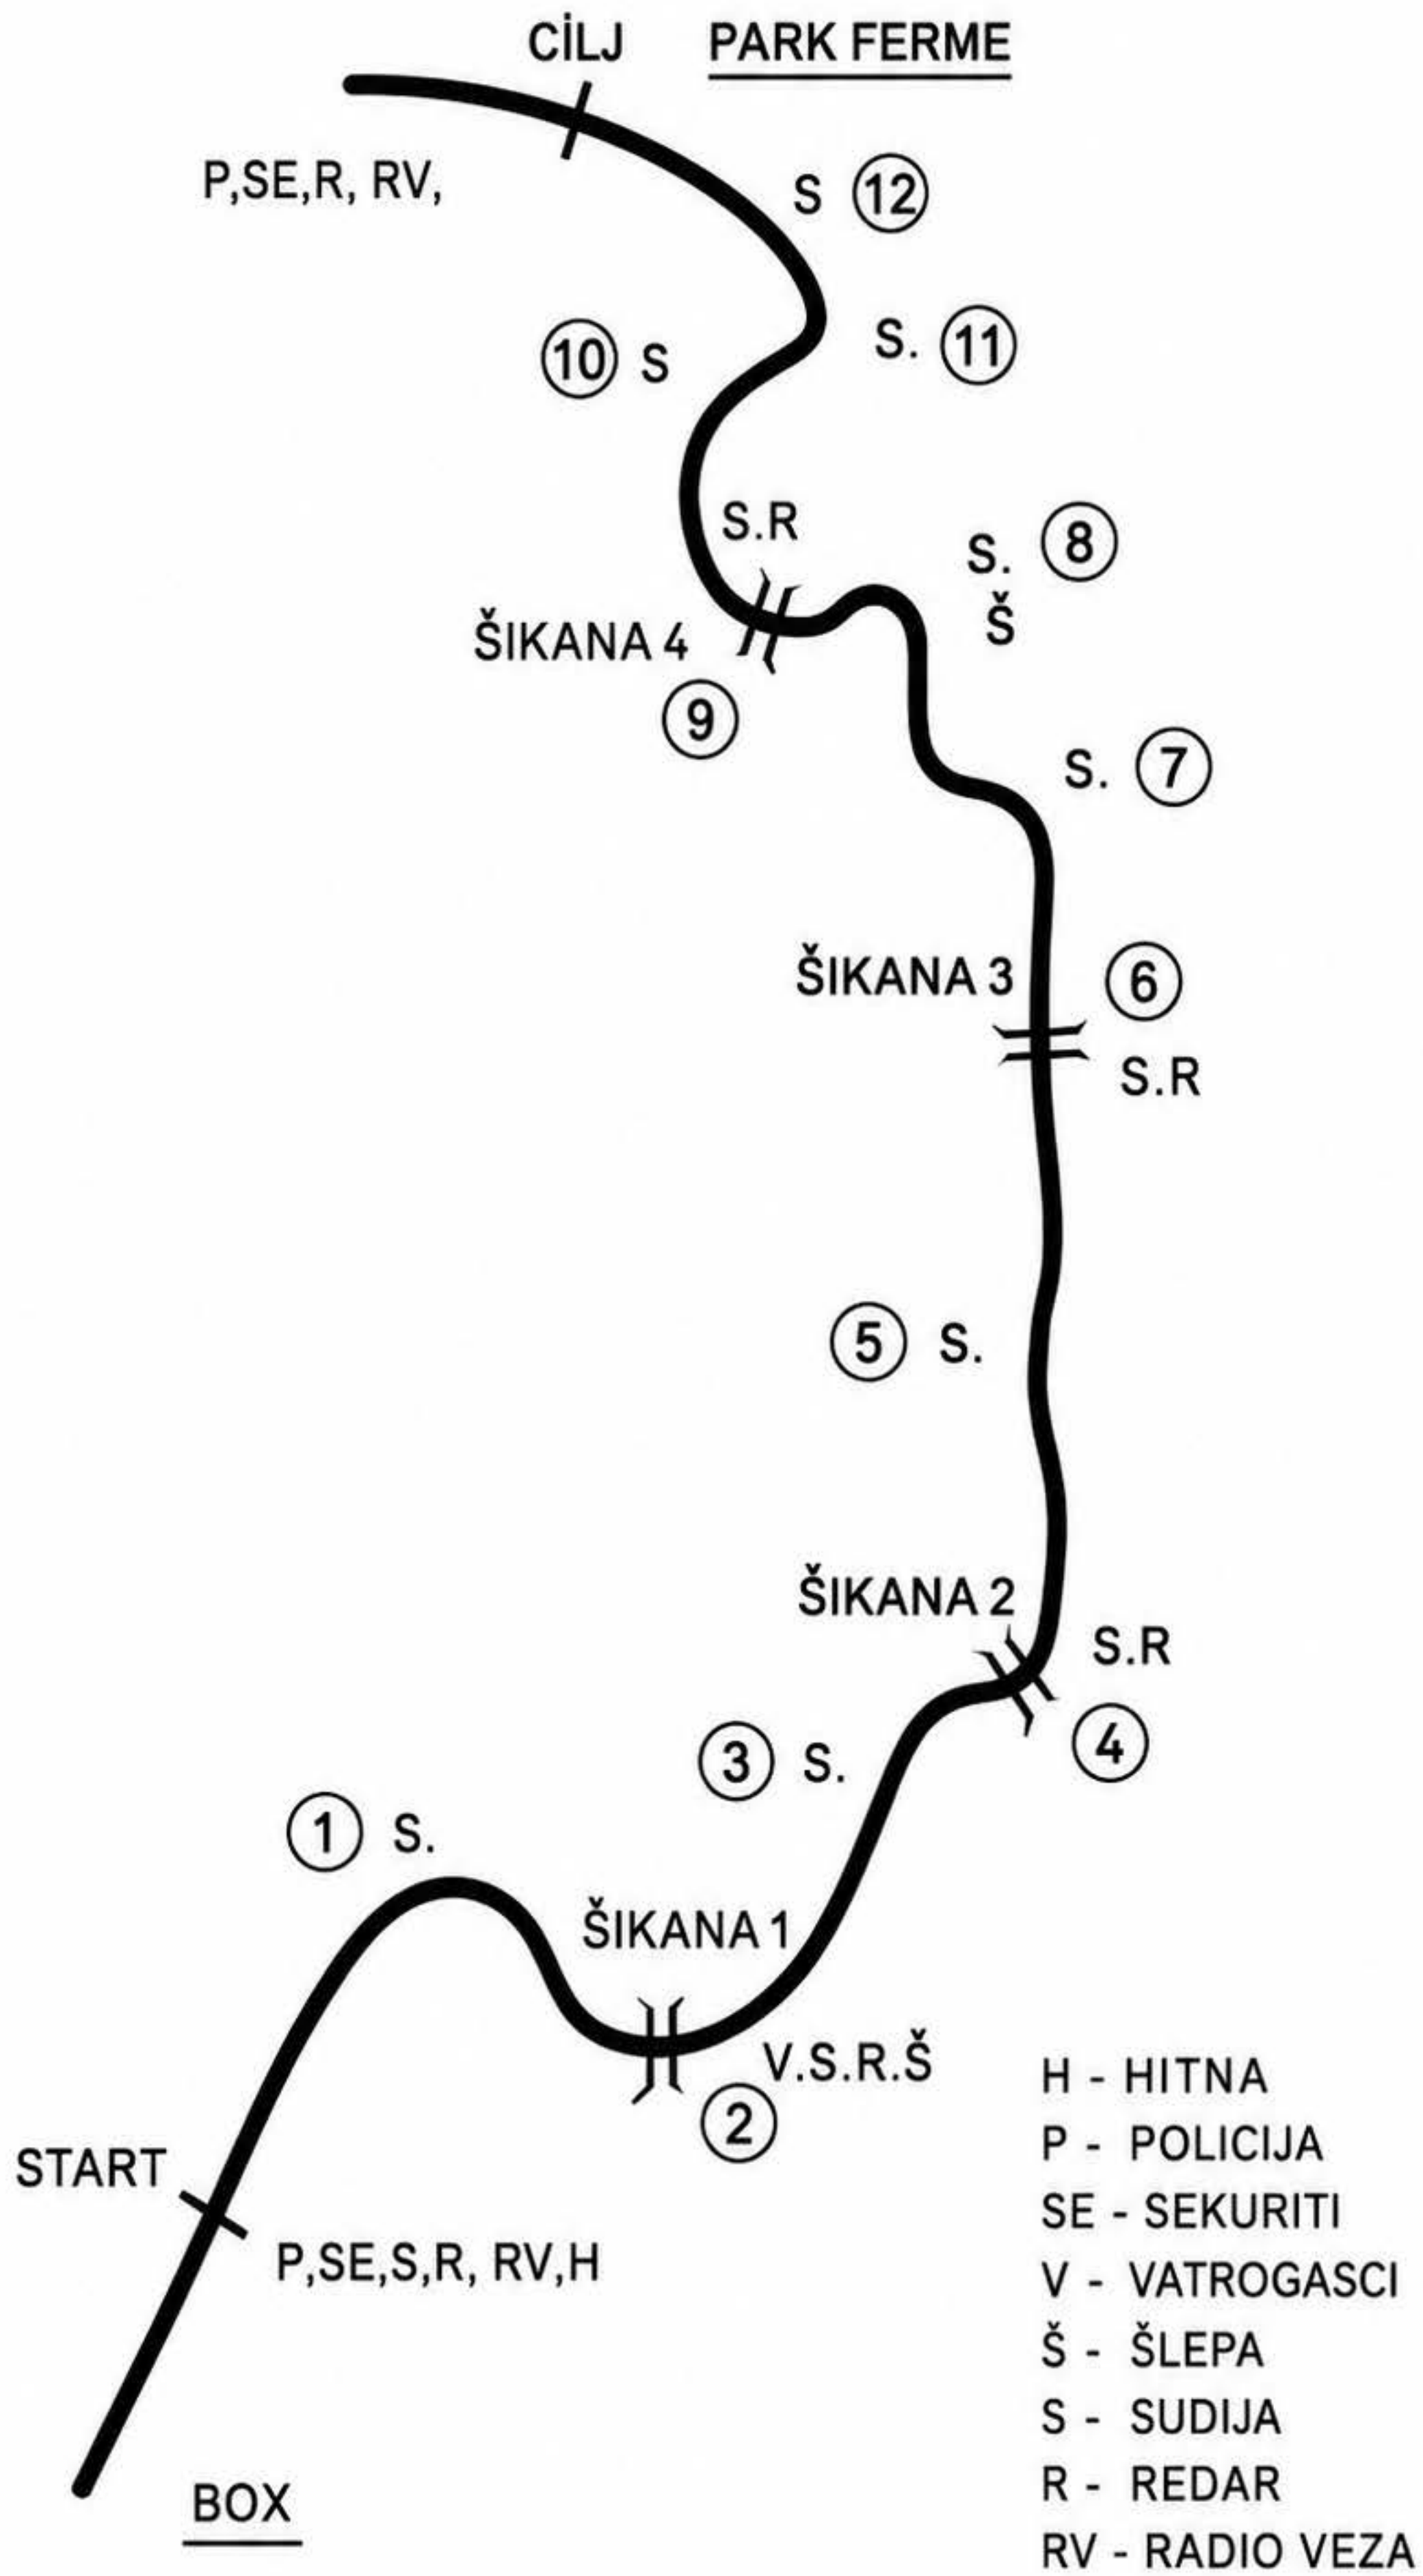 CİLJ PARK FERME
P,SE,R, RV,
S 12
10 S
S. 11
S.R
S. 8
Š
ŠIKANA 4
9
S. 7
ŠIKANA 3 6
S.R
5 S.
ŠIKANA 2
S.R
3 S.
4
1 S.
ŠIKANA 1
V.S.R.Š
2
START
P,SE,S,R, RV,H
BOX
H - HITNA
P - POLICIJA
SE - SEKURITI
V - VATROGASCI
Š - ŠLEPA
S - SUDIJA
R - REDAR
RV - RADIO VEZA